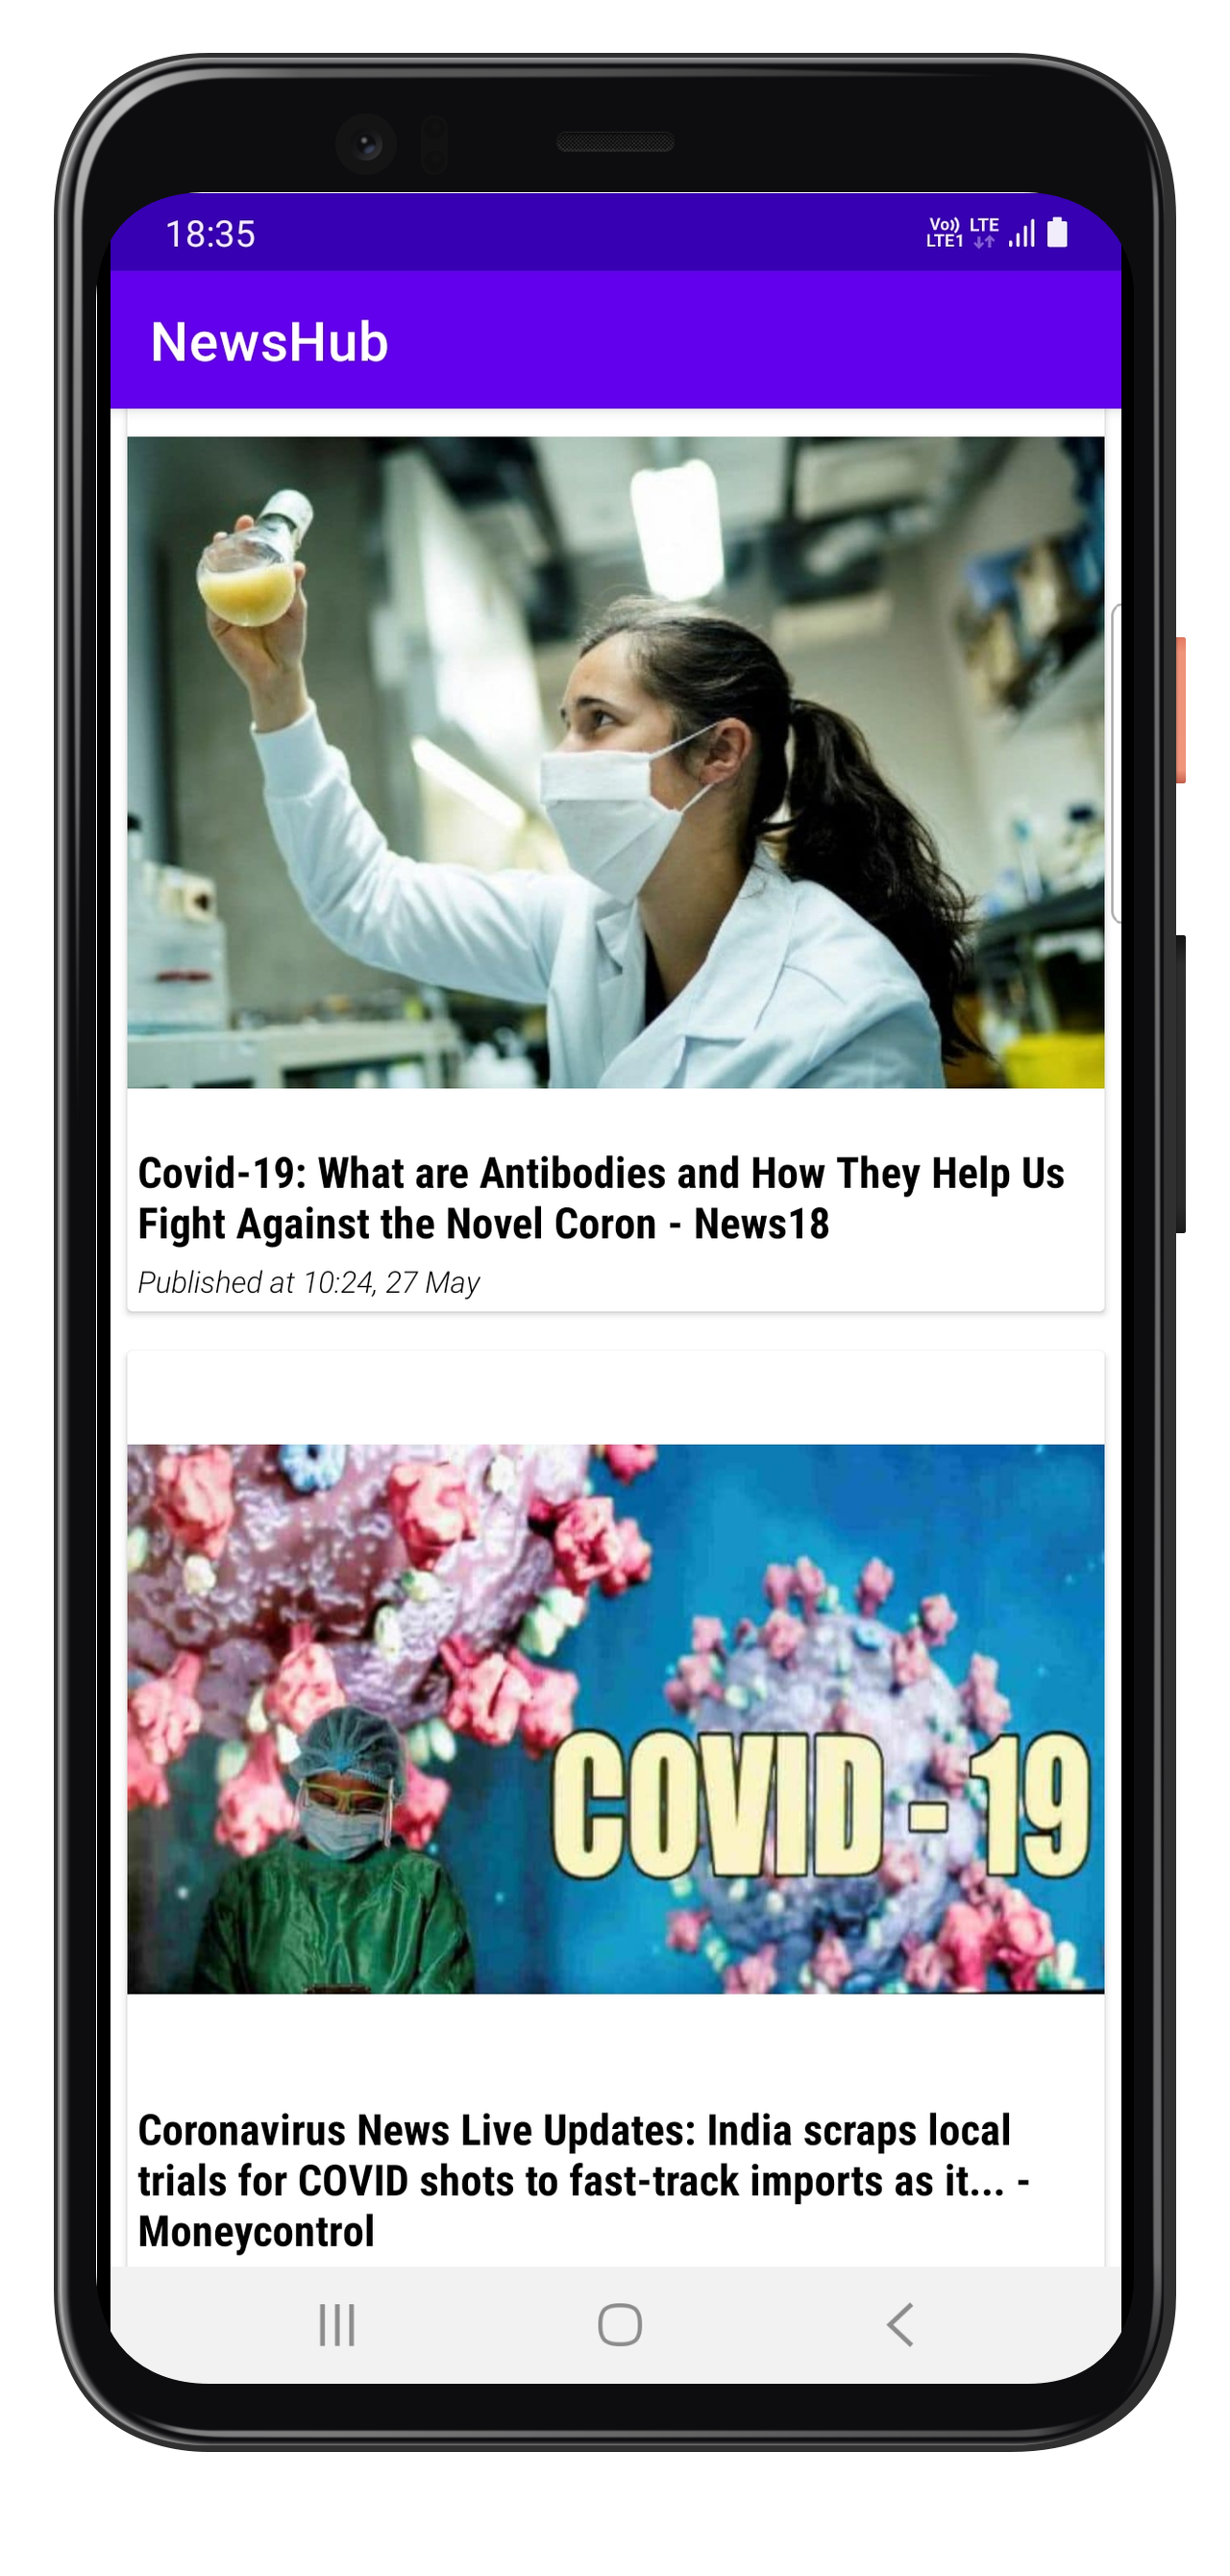 18:35
Vo)) LTE
LTE1
NewsHub
Covid-19: What are Antibodies and How They Help Us
Fight Against the Novel Coron - News18
Published at 10:24, 27 May
COVID - 19
Coronavirus News Live Updates: India scraps local
trials for COVID shots to fast-track imports as it... -
Moneycontrol